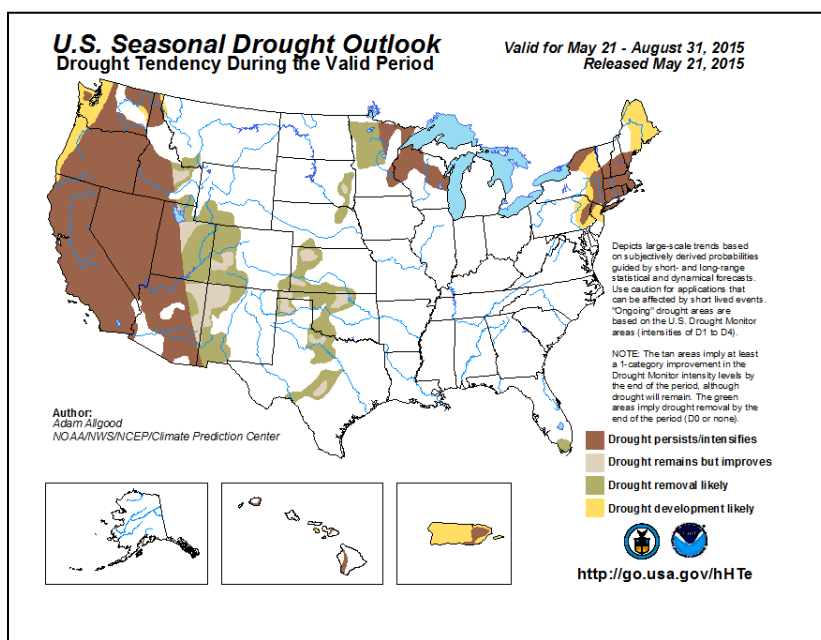 U.S. Seasonal Drought Outlook
Drought Tendency During the Valid Period
Valid for May 21 - August 31, 2015
Released May 21, 2015
Depicts large-scale trends based
on subjectively derived probabilities
guided by short- and long-range
statistical and dynamical forecasts.
Use caution for applications that
can be affected by short lived events.
"Ongoing" drought areas are
based on the U.S. Drought Monitor
areas (intensities of D1 to D4).
NOTE: The tan areas imply at least
a 1-category improvement in
the Drought Monitor intensity levels by
the end of the period, although
drought will remain. The green
areas imply drought removal by the
end of the period (D0 or none).
Author:
Adam Allgood
NOAA/NWS/NCEP/Climate Prediction Center
Drought persists/intensifies
Drought remains but improves
Drought removal likely
Drought development likely
http://go.usa.gov/hHTe